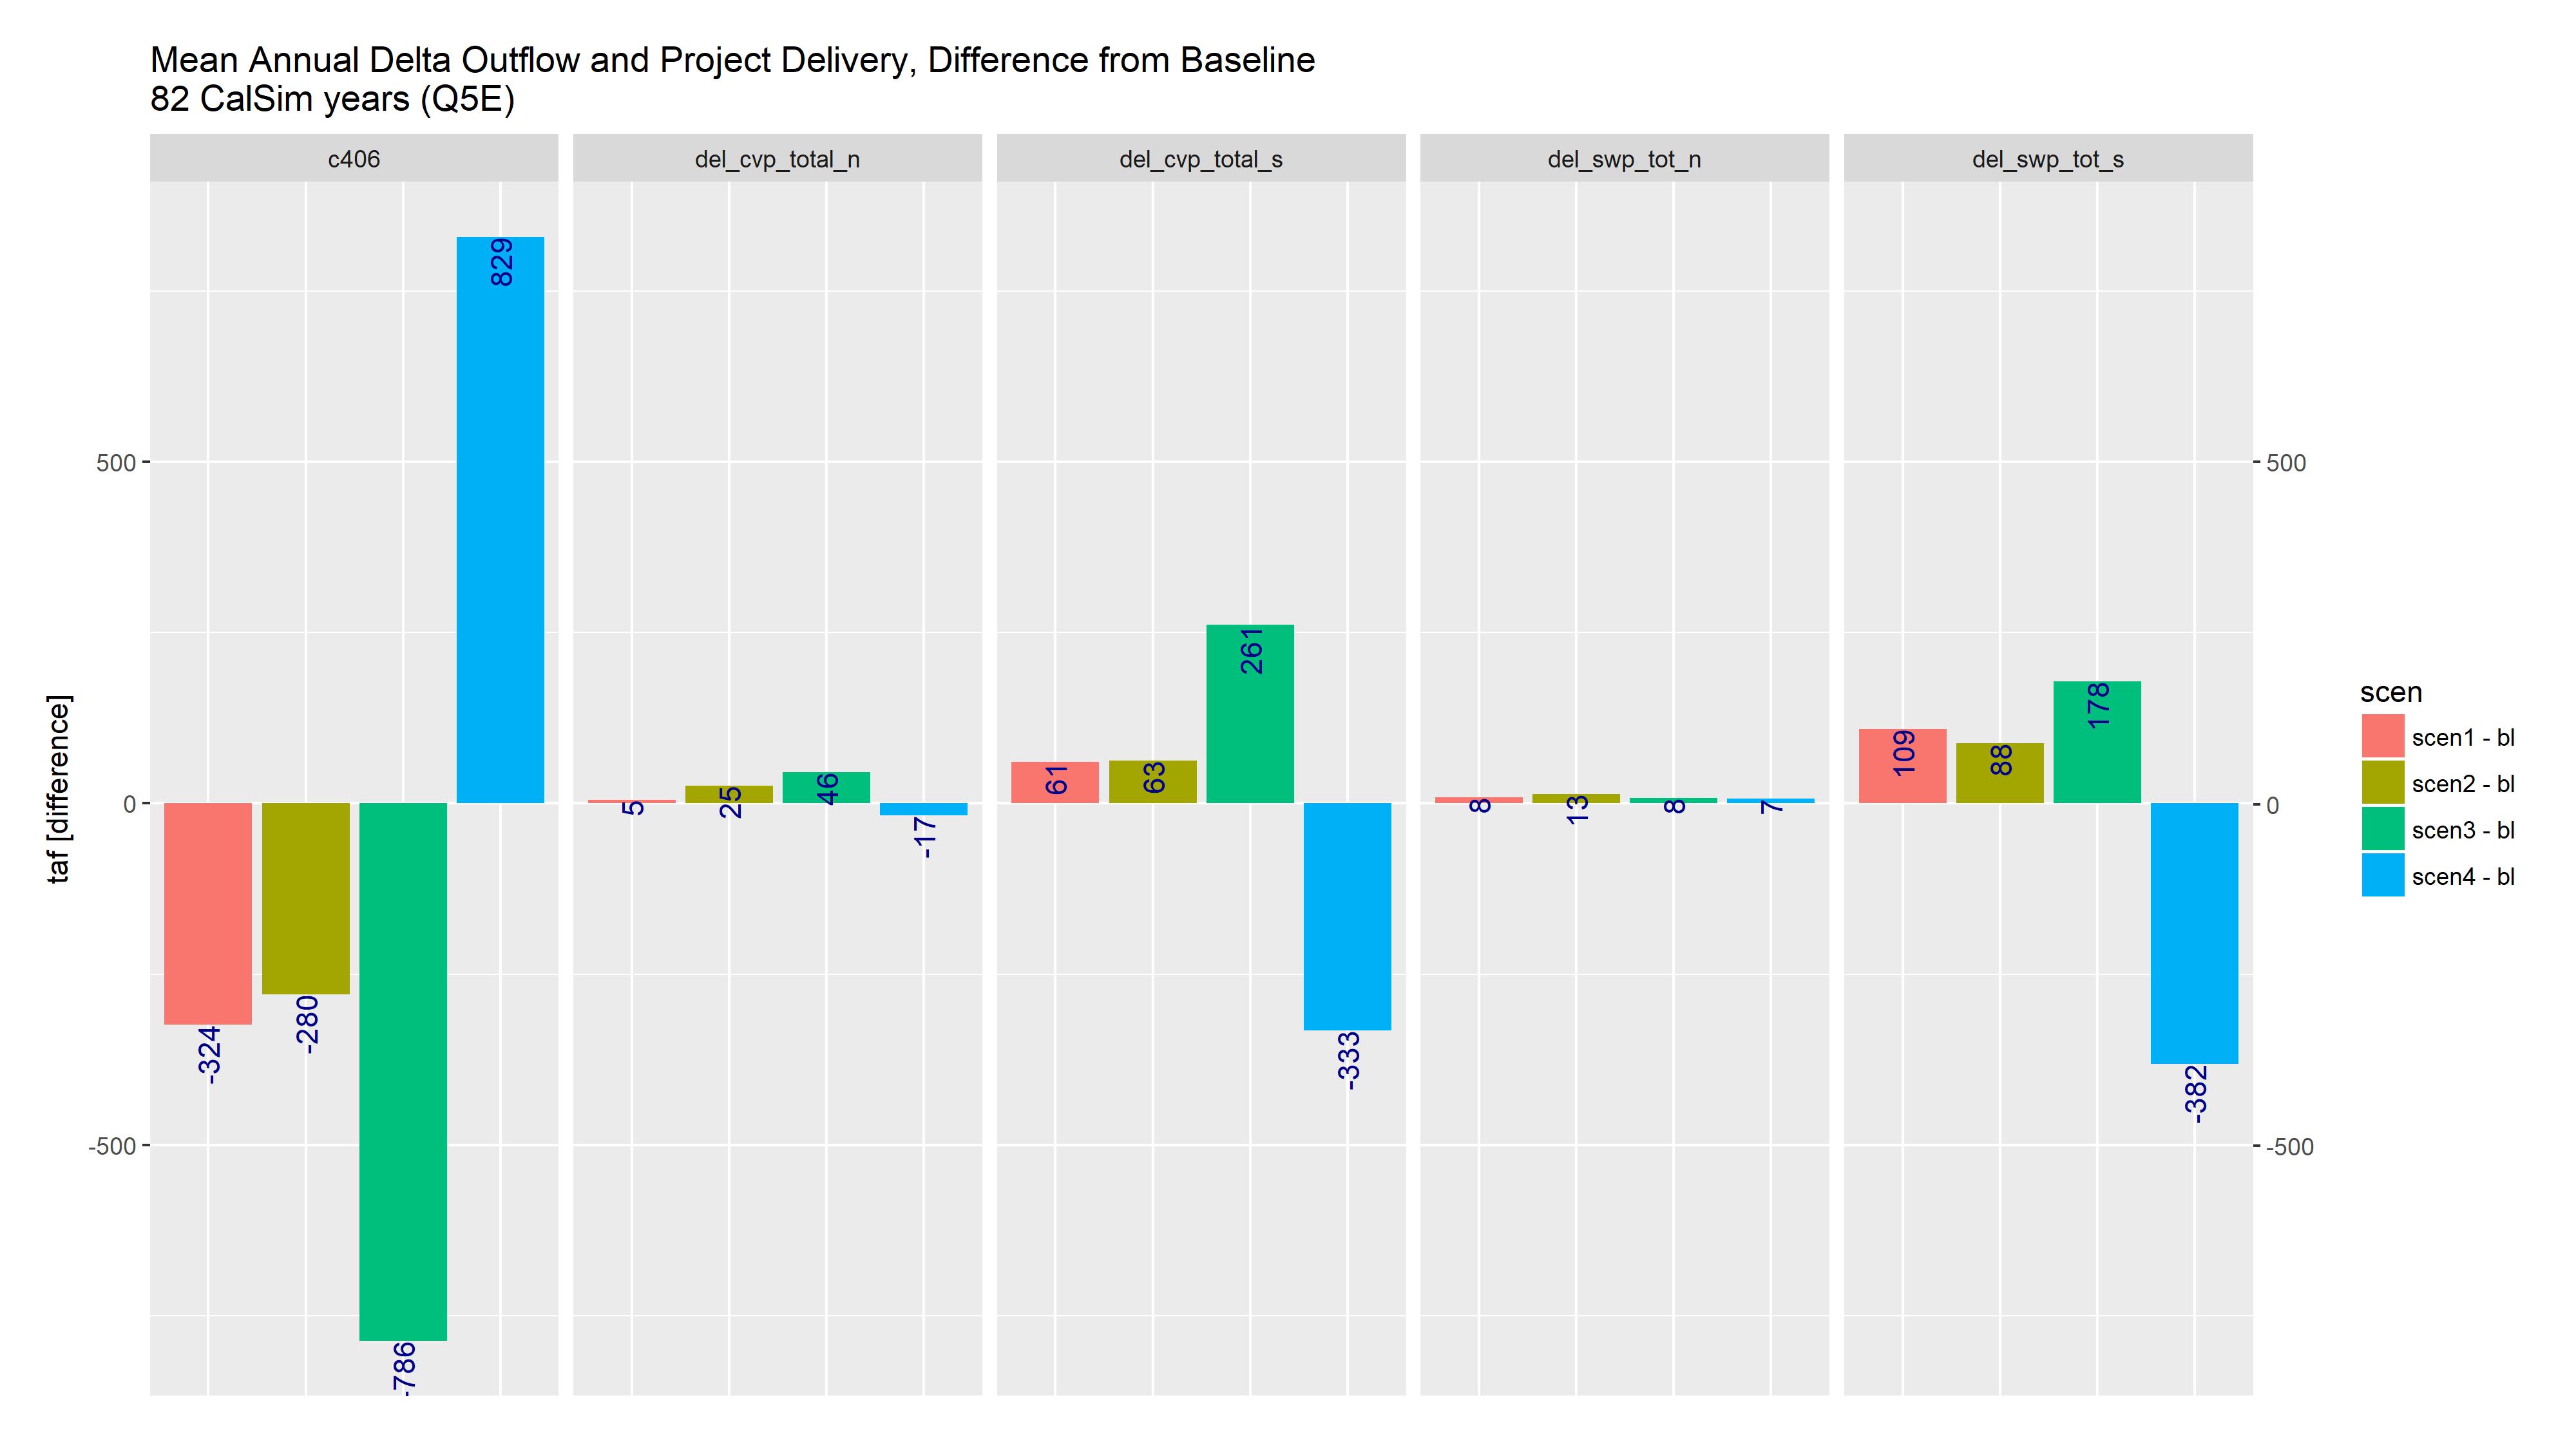 Mean Annual Delta Outflow and Project Delivery, Difference from Baseline
82 CalSim years (Q5E)
c406
del_cvp_total_n
del_cvp_total_s
del_swp_tot_n
del_swp_tot_s
taf [difference]
500
0
-500
-324
-280
-786
829
5
25
46
-17
61
63
261
-333
8
13
8
7
109
88
178
-382
500
0
-500
scen
scen1 - bl
scen2 - bl
scen3 - bl
scen4 - bl